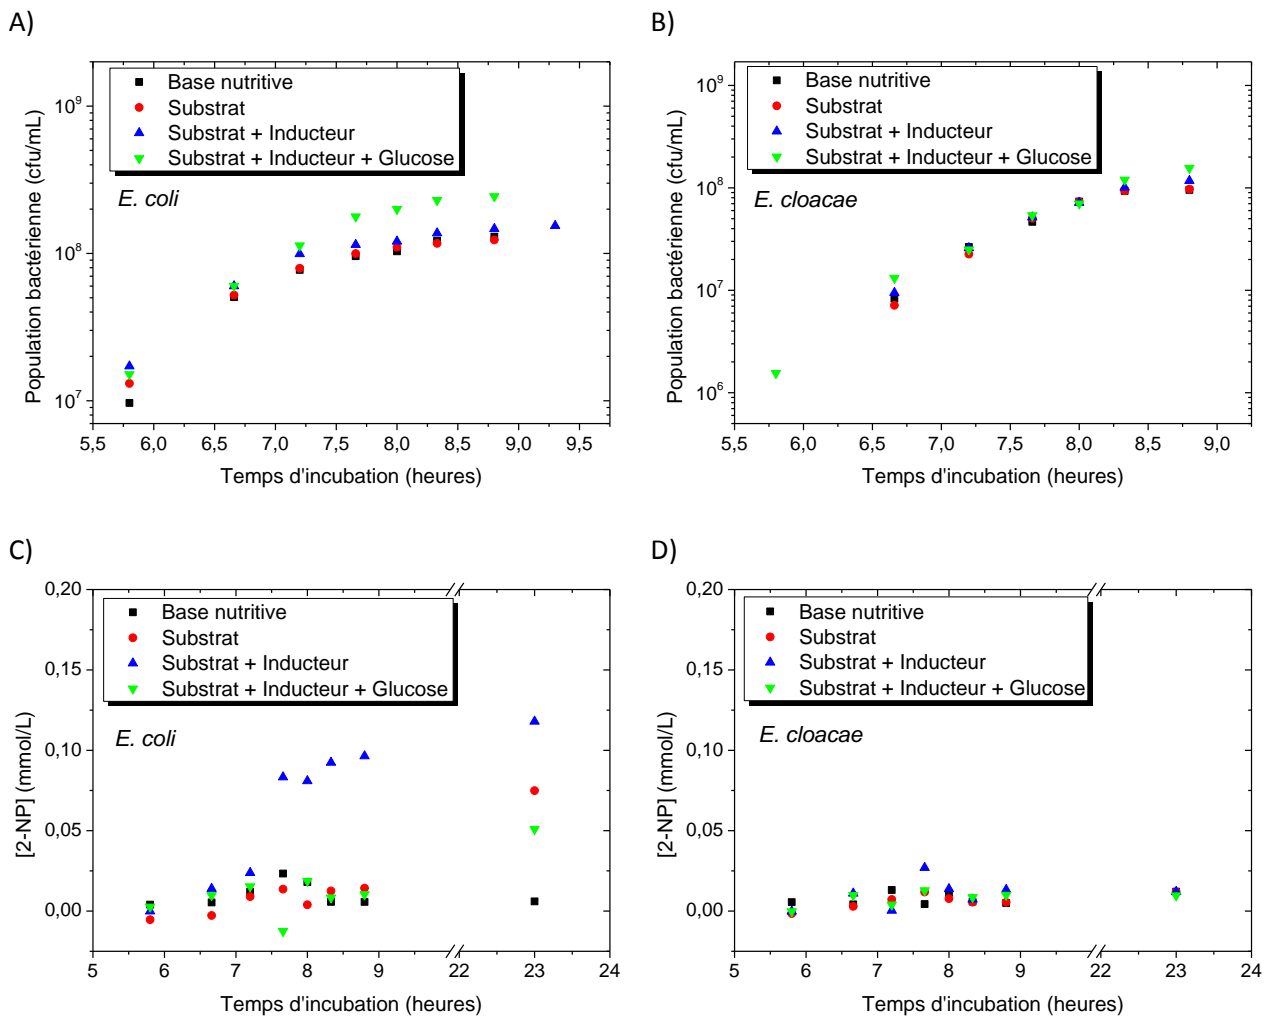 A)
Population bactérienne (cfu/mL)
10⁹
10⁸
10⁷
Base nutritive
Substrat
Substrat + Inducteur
Substrat + Inducteur + Glucose
E. coli
5,5 6,0 6,5 7,0 7,5 8,0 8,5 9,0 9,5
Temps d'incubation (heures)
B)
Population bactérienne (cfu/mL)
10⁹
10⁸
10⁷
10⁶
Base nutritive
Substrat
Substrat + Inducteur
Substrat + Inducteur + Glucose
E. cloacae
5,5 6,0 6,5 7,0 7,5 8,0 8,5 9,0
Temps d'incubation (heures)
C)
[2-NP] (mmol/L)
0,20
0,15
0,10
0,05
0,00
Base nutritive
Substrat
Substrat + Inducteur
Substrat + Inducteur + Glucose
E. coli
5 6 7 8 9 22 23 24
Temps d'incubation (heures)
D)
[2-NP] (mmol/L)
0,20
0,15
0,10
0,05
0,00
Base nutritive
Substrat
Substrat + Inducteur
Substrat + Inducteur + Glucose
E. cloacae
5 6 7 8 9 22 23 24
Temps d'incubation (heures)